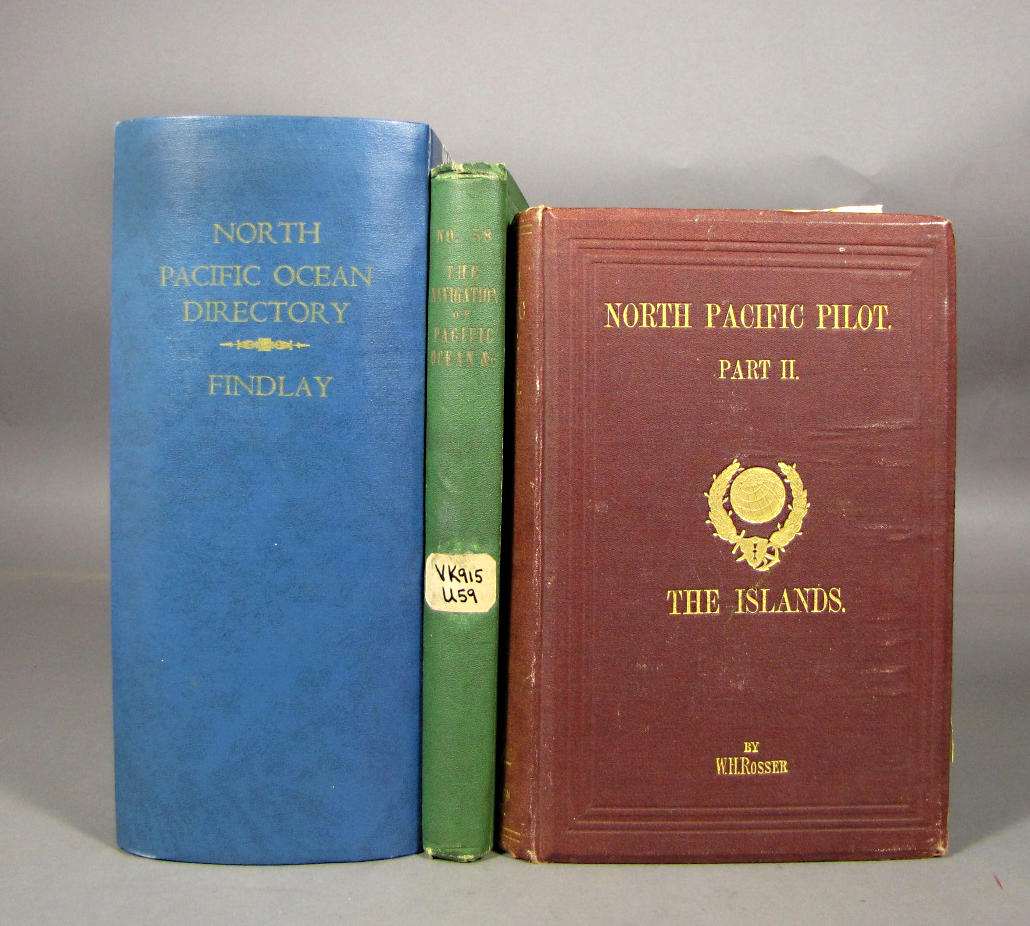 NORTH
PACIFIC OCEAN
DIRECTORY
FINDLAY
NO. 58
THE
NAVIGATION
OF
PACIFIC
OCEAN &c
VK915
U59
NORTH PACIFIC PILOT.
PART II.
THE ISLANDS.
BY
W.H.ROSSER